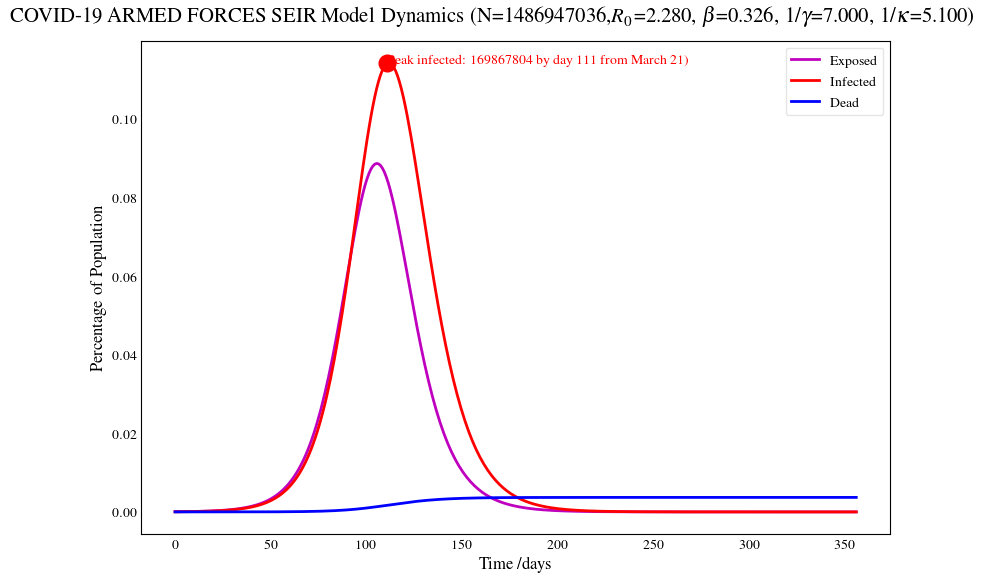 COVID-19 ARMED FORCES SEIR Model Dynamics (N=1486947036,R₀=2.280, β=0.326, 1/γ=7.000, 1/κ=5.100)
infected: 169867804 by day 111 from March 21)
Exposed
Infected
Dead
Percentage of Population
0.10
0.08
0.06
0.04
0.02
0.00
0 50 100 150 200 250 300 350
Time /days